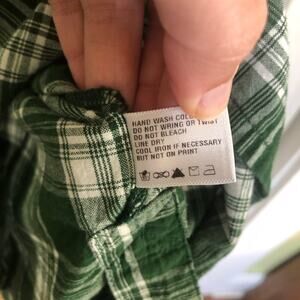 HAND WASH COLD
DO NOT WRING OR TWIST
DO NOT BLEACH
LINE DRY
COOL IRON IF NECESSARY
BUT NOT ON PRINT